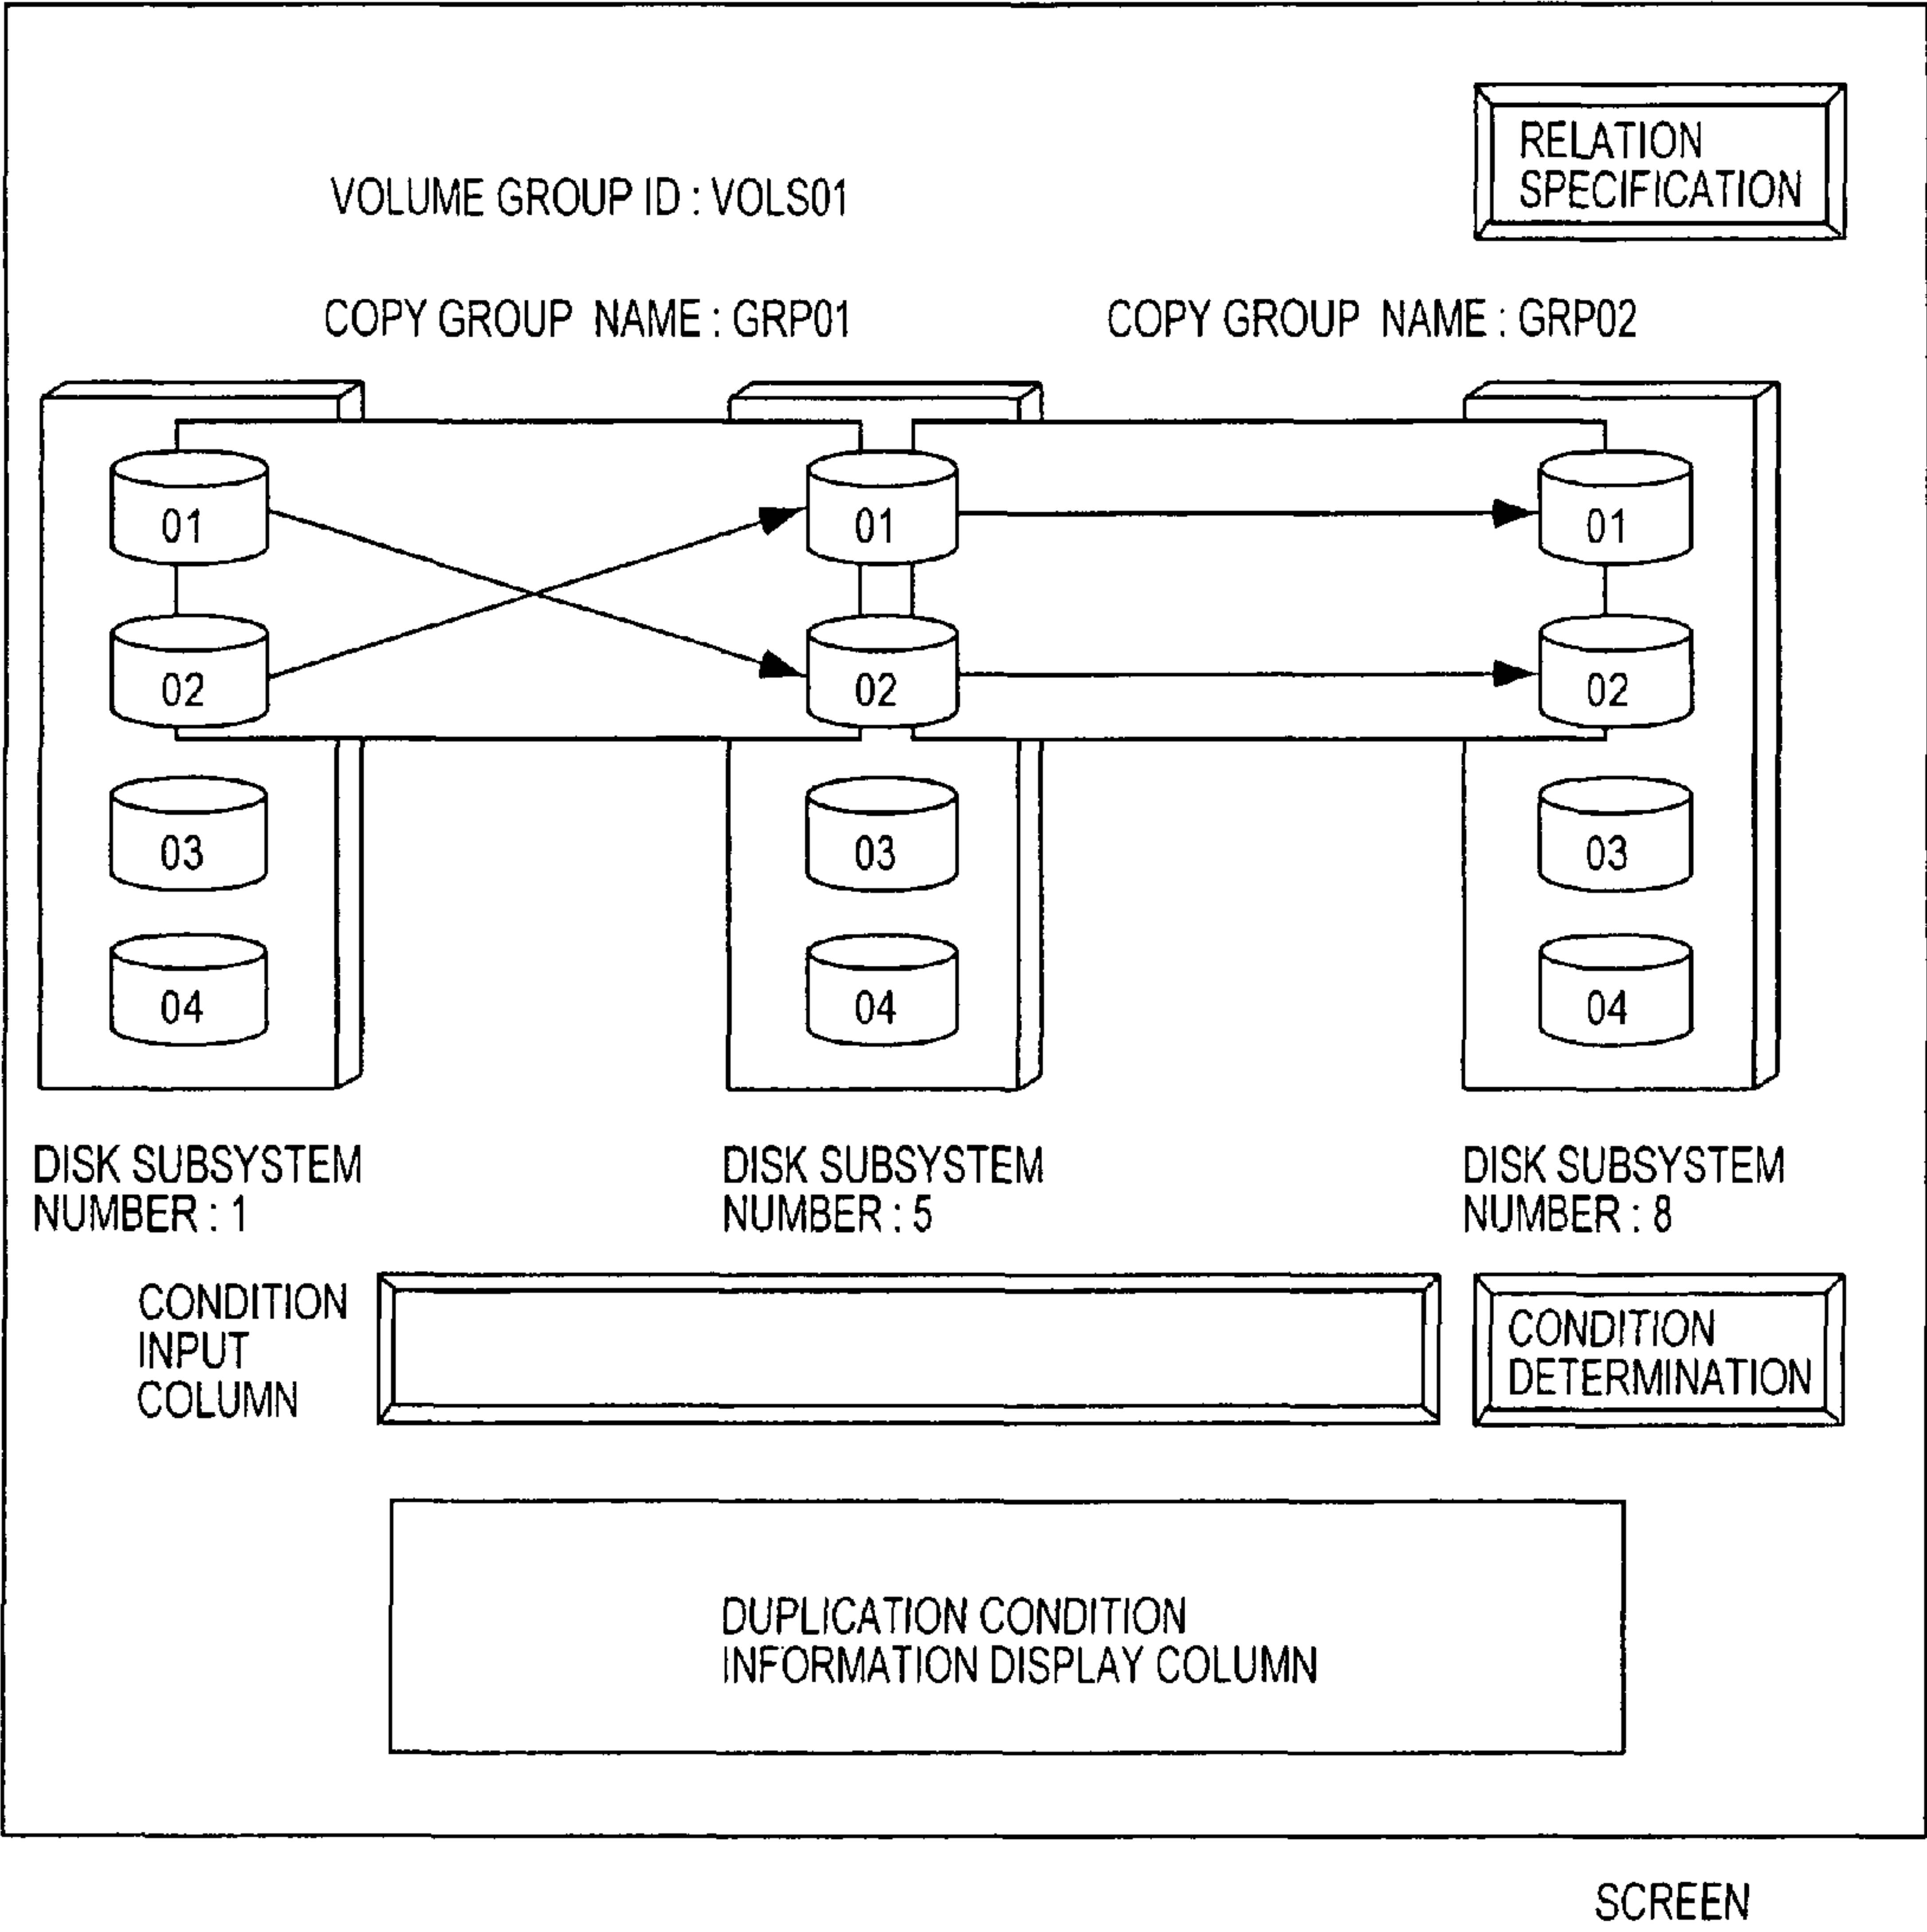 RELATION
SPECIFICATION
VOLUME GROUP ID : VOLS01
COPY GROUP NAME : GRP01
COPY GROUP NAME : GRP02
01
01
01
02
02
02
03
03
03
04
04
04
DISK SUBSYSTEM
NUMBER : 1
DISK SUBSYSTEM
NUMBER : 5
DISK SUBSYSTEM
NUMBER : 8
CONDITION
INPUT
COLUMN
CONDITION
DETERMINATION
DUPLICATION CONDITION
INFORMATION DISPLAY COLUMN
SCREEN